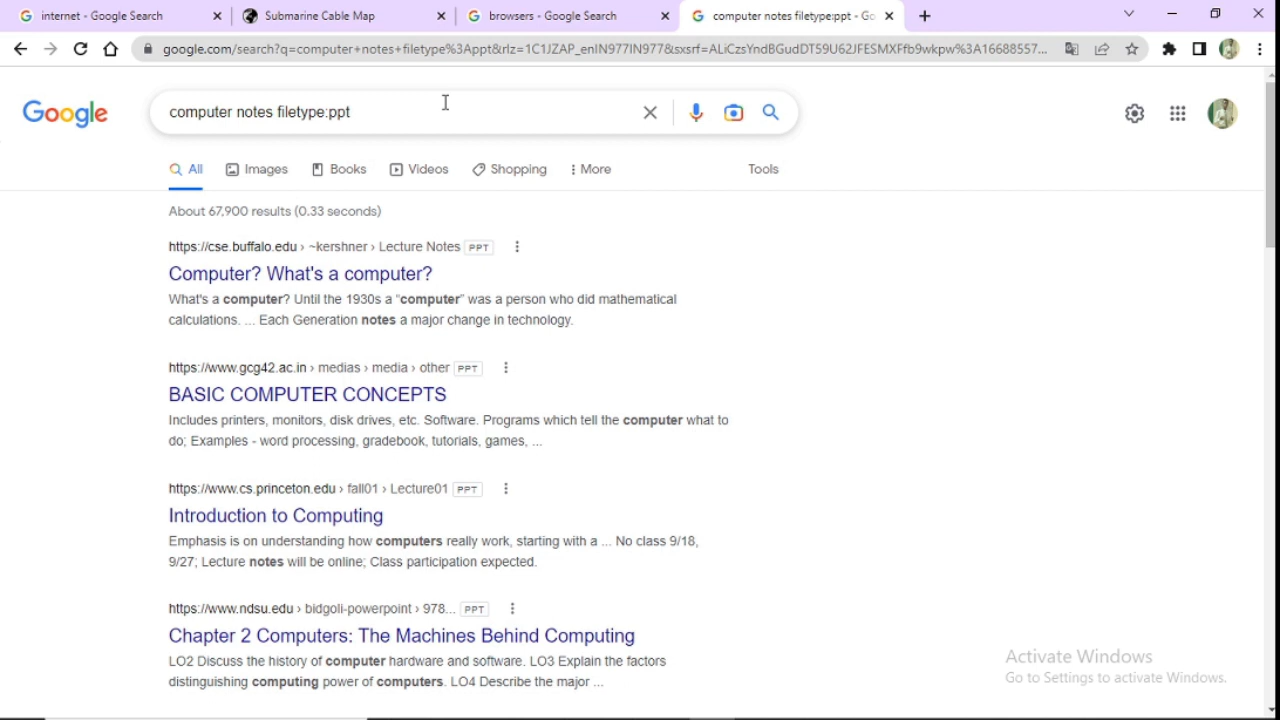 internet - Google Search
Submarine Cable Map
browsers - Google Search
computer notes filetype:ppt - Go
google.com/search?q=computer+notes+filetype%3Appt&rlz=1C1JZAP_enIN977IN977&sxsrf=ALiCzsYndBGudDT59U62JFESMXFfb9wkpw%3A16688557...
Google
computer notes filetype:ppt
All
Images
Books
Videos
Shopping
More
Tools
About 67,900 results (0.33 seconds)
https://cse.buffalo.edu › ~kershner › Lecture Notes PPT
Computer? What's a computer?
What's a computer? Until the 1930s a “computer” was a person who did mathematical
calculations. ... Each Generation notes a major change in technology.
https://www.gcg42.ac.in › medias › media › other PPT
BASIC COMPUTER CONCEPTS
Includes printers, monitors, disk drives, etc. Software. Programs which tell the computer what to
do; Examples - word processing, gradebook, tutorials, games, ...
https://www.cs.princeton.edu › fall01 › Lecture01 PPT
Introduction to Computing
Emphasis is on understanding how computers really work, starting with a ... No class 9/18,
9/27; Lecture notes will be online; Class participation expected.
https://www.ndsu.edu › bidgoli-powerpoint › 978... PPT
Chapter 2 Computers: The Machines Behind Computing
LO2 Discuss the history of computer hardware and software. LO3 Explain the factors
distinguishing computing power of computers. LO4 Describe the major ...
Activate Windows
Go to Settings to activate Windows.